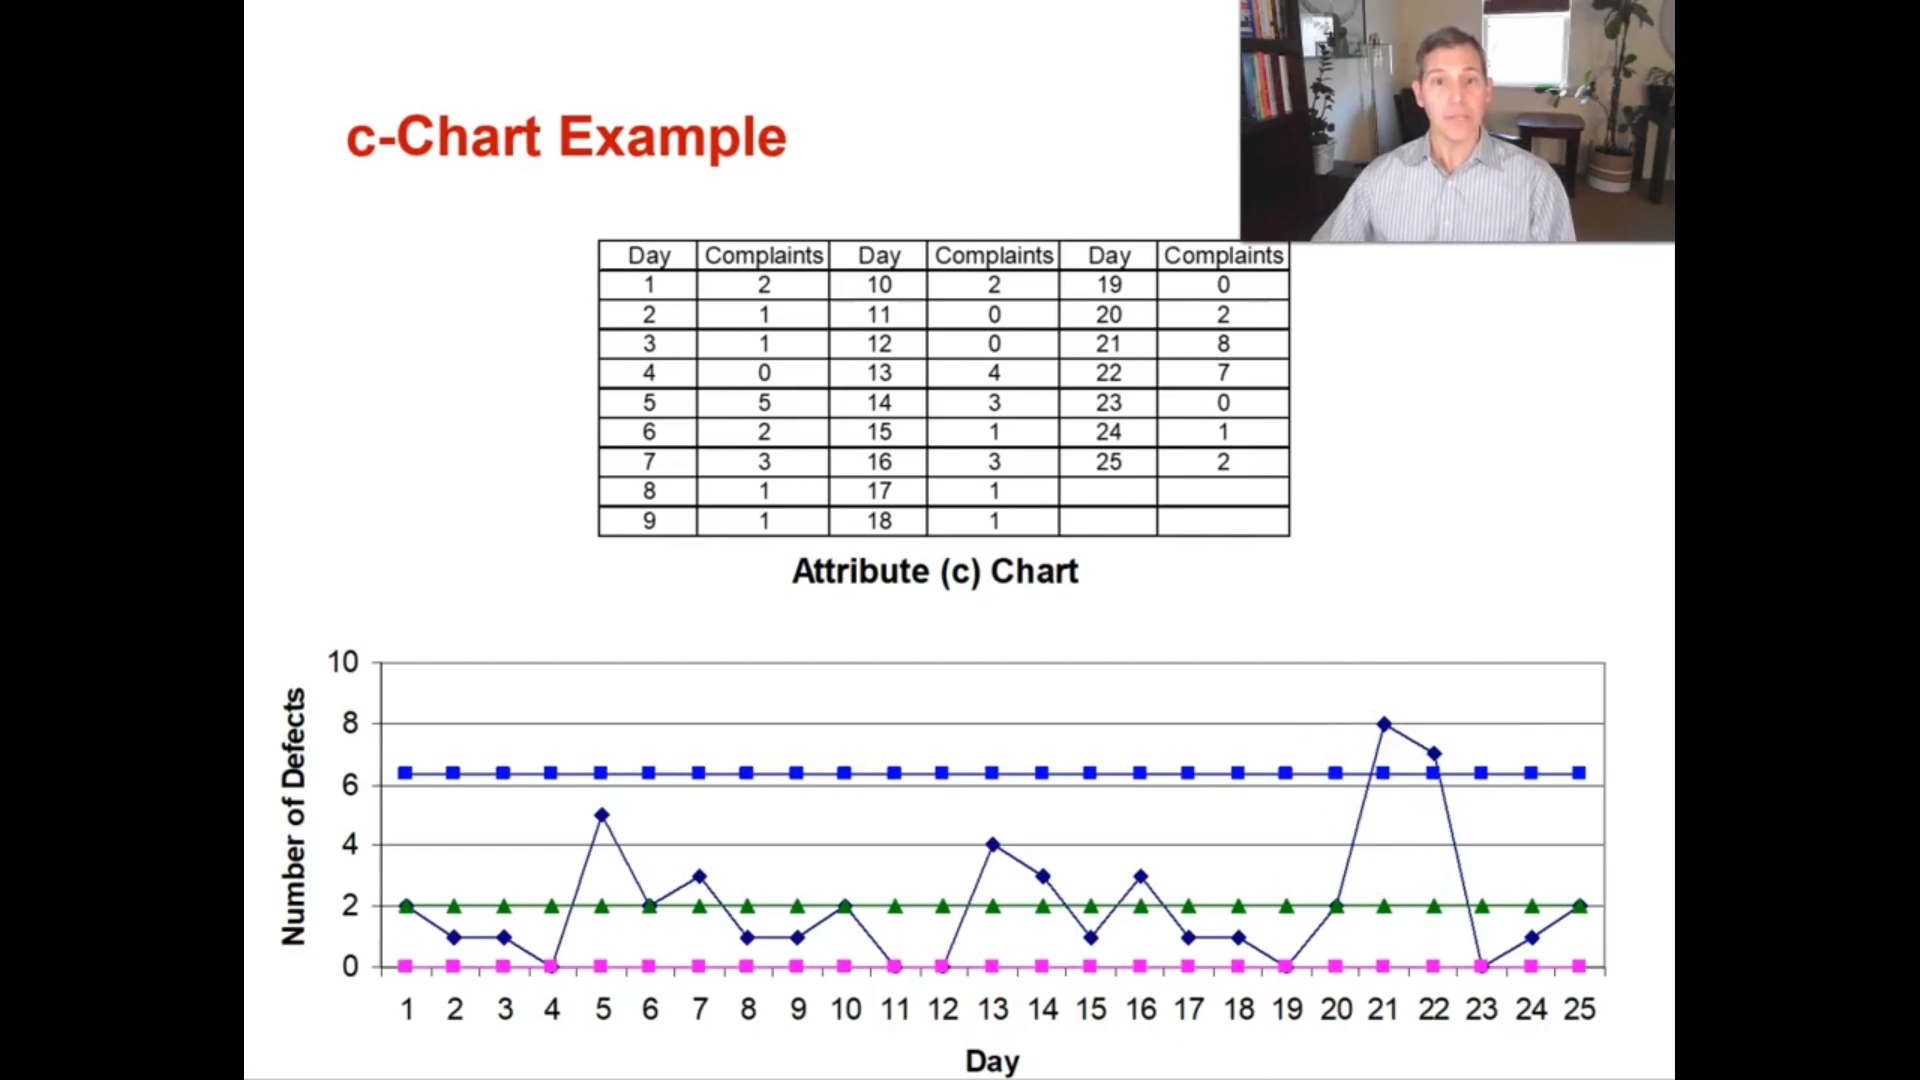 c-Chart Example
Day Complaints Day Complaints Day Complaints
1 2 10 2 19 0
2 1 11 0 20 2
3 1 12 0 21 8
4 0 13 4 22 7
5 5 14 3 23 0
6 2 15 1 24 1
7 3 16 3 25 2
8 1 17 1
9 1 18 1
Attribute (c) Chart
Number of Defects
10
8
6
4
2
0
1 2 3 4 5 6 7 8 9 10 11 12 13 14 15 16 17 18 19 20 21 22 23 24 25
Day